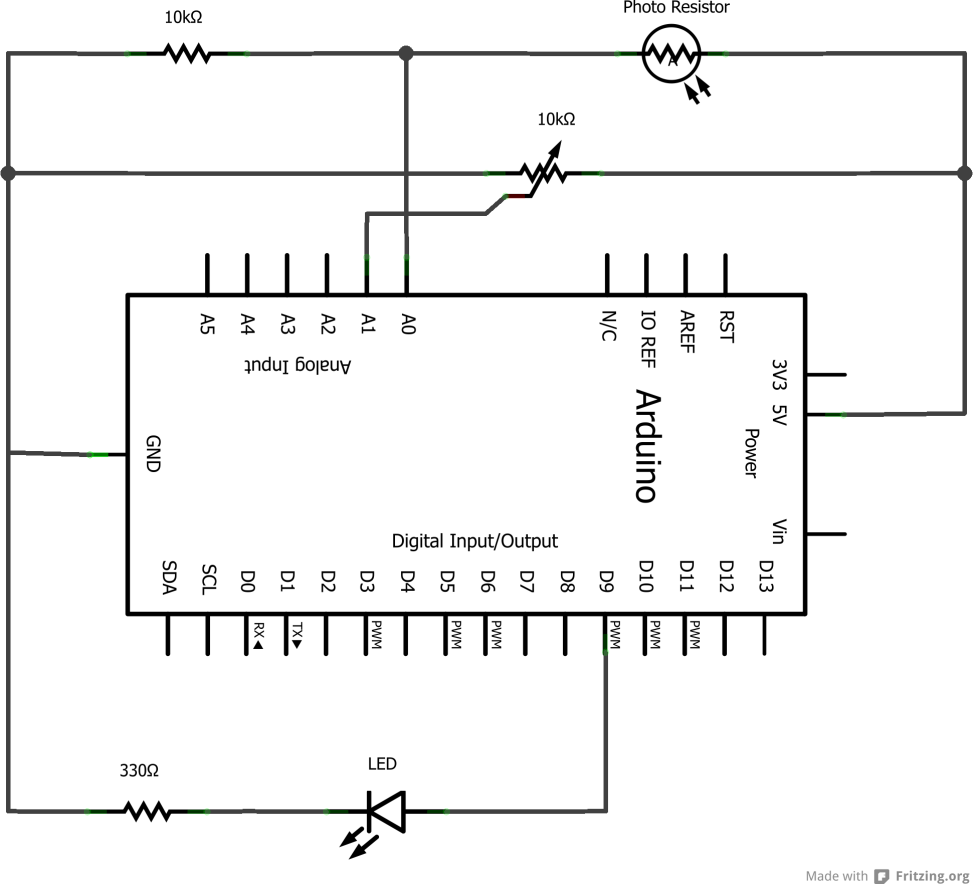 Photo Resistor
10kΩ
A
10kΩ
A5
A4
A3
A2
A1
A0
N/C
IO REF
AREF
RST
Analog Input
3V3
5V
Arduino
Power
GND
Vin
Digital Input/Output
SDA
SCL
D0
D1
D2
D3
D4
D5
D6
D7
D8
D9
D10
D11
D12
D13
RX
TX
PWM
PWM
PWM
PWM
PWM
PWM
330Ω
LED
Made with Fritzing.org